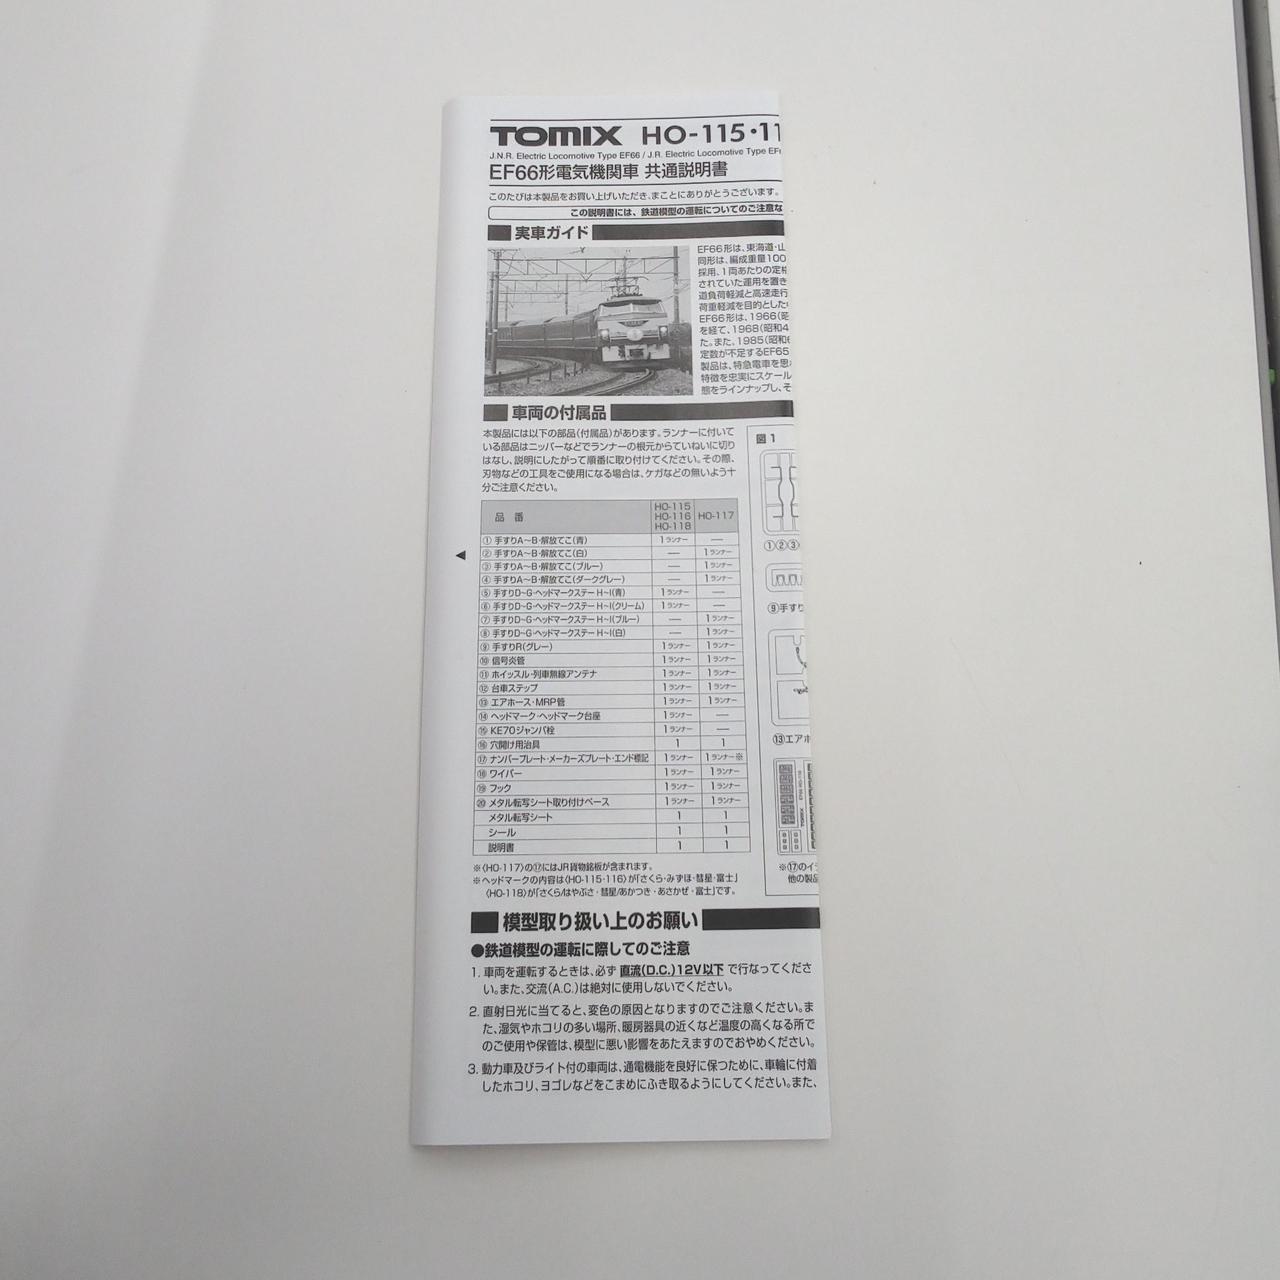 TOMIX HO-115・11
J.N.R. Electric Locomotive Type EF66 / J.R. Electric Locomotive Type EF
EF66形電気機関車 共通説明書
このたびは本製品をお買い上げいただき、まことにありがとうございます。
この説明書には、鉄道模型の運転についてのご注意な
実車ガイド
EF66形は、東海道・山
同形は、編成重量100
採用、1両あたりの定格
されていた運用を置き
道負荷軽減と高速走行
荷重軽減を目的とした
EF66形は、1966(昭
を経て、1968(昭和4
た。また、1985(昭和6
定数が不足するEF65
製品は、特急電車を思
特徴を忠実にスケール
態をラインナップし、そ
車両の付属品
本製品には以下の部品(付属品)があります。ランナーに付いて
いる部品はニッパーなどでランナーの根元からていねいに切り
はなし、説明にしたがって順番に取り付けてください。その際、
刃物などの工具をご使用になる場合は、ケガなどの無いよう十
分ご注意ください。
図1
品 番 HO-115 HO-116 HO-118 HO-117
① 手すりA〜B・解放てこ(青) 1ランナー —
② 手すりA〜B・解放てこ(白) — 1ランナー
③ 手すりA〜B・解放てこ(ブルー) — 1ランナー
④ 手すりA〜B・解放てこ(ダークグレー) — 1ランナー
⑤ 手すりD〜G・ヘッドマークステーH〜I(青) 1ランナー —
⑥ 手すりD〜G・ヘッドマークステーH〜I(クリーム) 1ランナー —
⑦ 手すりD〜G・ヘッドマークステーH〜I(ブルー) — 1ランナー
⑧ 手すりD〜G・ヘッドマークステーH〜I(白) — 1ランナー
⑨ 手すりR(グレー) 1ランナー 1ランナー
⑩ 信号炎管 1ランナー 1ランナー
⑪ ホイッスル・列車無線アンテナ 1ランナー 1ランナー
⑫ 台車ステップ 1ランナー 1ランナー
⑬ エアホース・MRP管 1ランナー 1ランナー
⑭ ヘッドマーク・ヘッドマーク台座 1ランナー —
⑮ KE70ジャンパ栓 1ランナー —
⑯ 穴開け用治具 1 1
⑰ ナンバープレート・メーカーズプレート・エンド標記 1ランナー 1ランナー※
⑱ ワイパー 1ランナー 1ランナー
⑲ フック 1ランナー 1ランナー
⑳ メタル転写シート取り付けベース 1ランナー 1ランナー
メタル転写シート 1 1
シール 1 1
説明書 1 1
①②③
⑨手すり
⑬エアホ
※⑰のイラ
他の製品
※〈HO-117〉の⑰にはJR貨物銘板が含まれます。
※ヘッドマークの内容は〈HO-115・116〉が「さくら・みずほ・彗星・富士」
〈HO-118〉が「さくら/はやぶさ・彗星/あかつき・あさかぜ・富士」です。
模型取り扱い上のお願い
●鉄道模型の運転に際してのご注意
1. 車両を運転するときは、必ず 直流(D.C.)12V以下 で行なってくださ
い。また、交流(A.C.)は絶対に使用しないでください。
2. 直射日光に当てると、変色の原因となりますのでご注意ください。ま
た、湿気やホコリの多い場所、暖房器具の近くなど温度の高くなる所で
のご使用や保管は、模型に悪い影響をあたえますのでおやめください。
3. 動力車及びライト付の車両は、通電機能を良好に保つために、車輪に付着
したホコリ、ヨゴレなどをこまめにふき取るようにしてください。また、